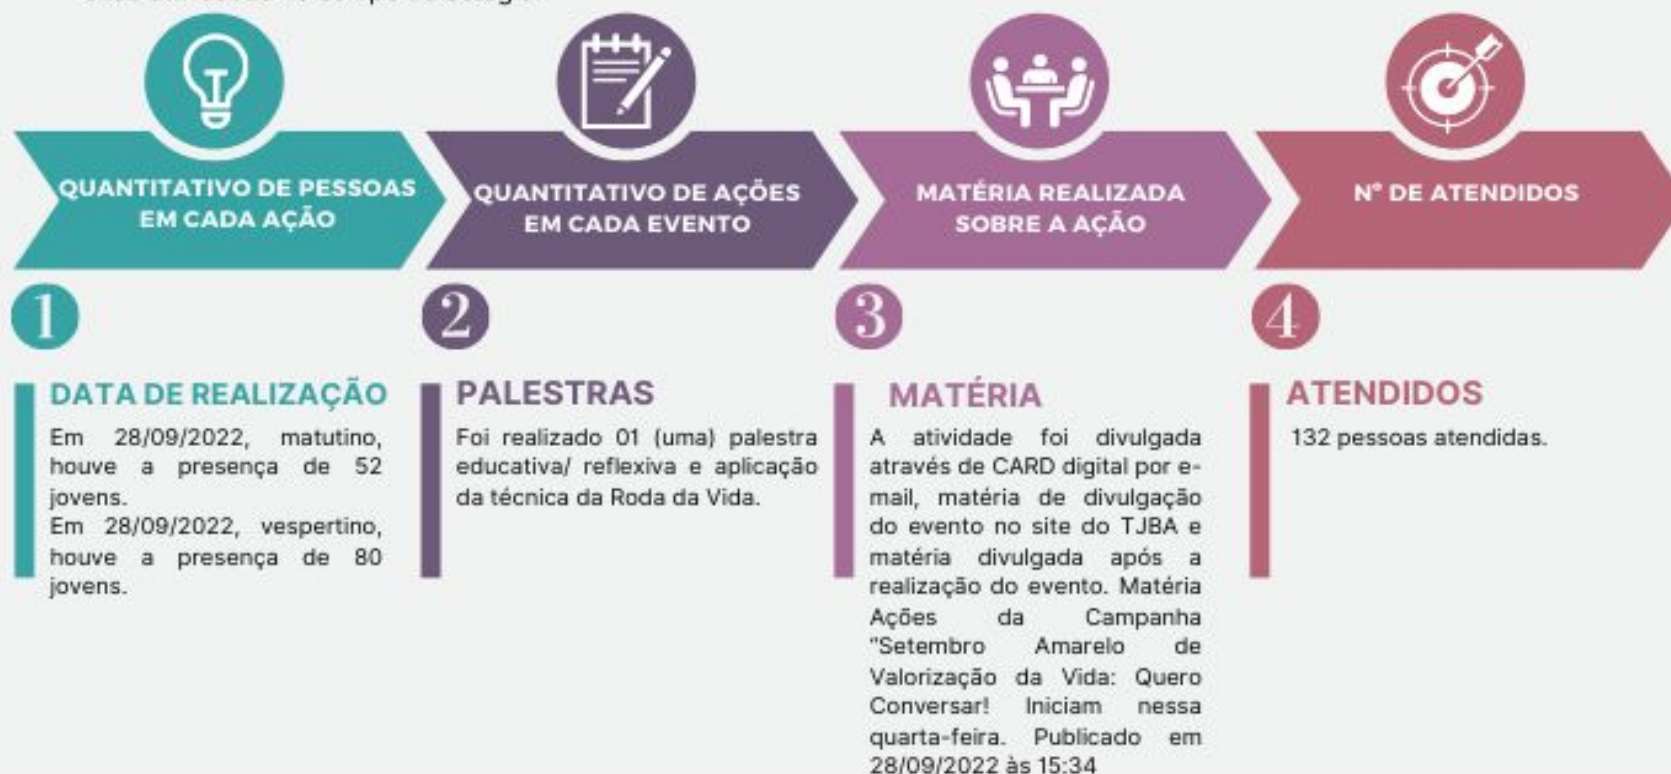 QUANTITATIVO DE PESSOAS
EM CADA AÇÃO
QUANTITATIVO DE AÇÕES
EM CADA EVENTO
MATÉRIA REALIZADA
SOBRE A AÇÃO
Nº DE ATENDIDOS
1
DATA DE REALIZAÇÃO
Em 28/09/2022, matutino,
houve a presença de 52
jovens.
Em 28/09/2022, vespertino,
houve a presença de 80
jovens.
2
PALESTRAS
Foi realizado 01 (uma) palestra
educativa/ reflexiva e aplicação
da técnica da Roda da Vida.
3
MATÉRIA
A atividade foi divulgada
através de CARD digital por e-
mail, matéria de divulgação
do evento no site do TJBA e
matéria divulgada após a
realização do evento. Matéria
Ações da Campanha
"Setembro Amarelo de
Valorização da Vida: Quero
Conversar! Iniciam nessa
quarta-feira. Publicado em
28/09/2022 às 15:34
4
ATENDIDOS
132 pessoas atendidas.